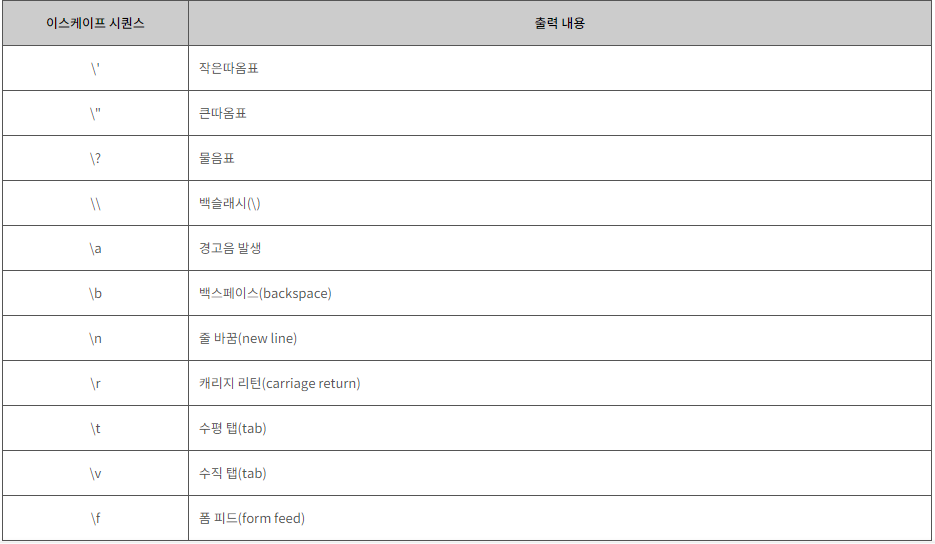 이스케이프 시퀀스 출력 내용
\' 작은따옴표
\" 큰따옴표
\? 물음표
\\ 백슬래시(\)
\a 경고음 발생
\b 백스페이스(backspace)
\n 줄 바꿈(new line)
\r 캐리지 리턴(carriage return)
\t 수평 탭(tab)
\v 수직 탭(tab)
\f 폼 피드(form feed)